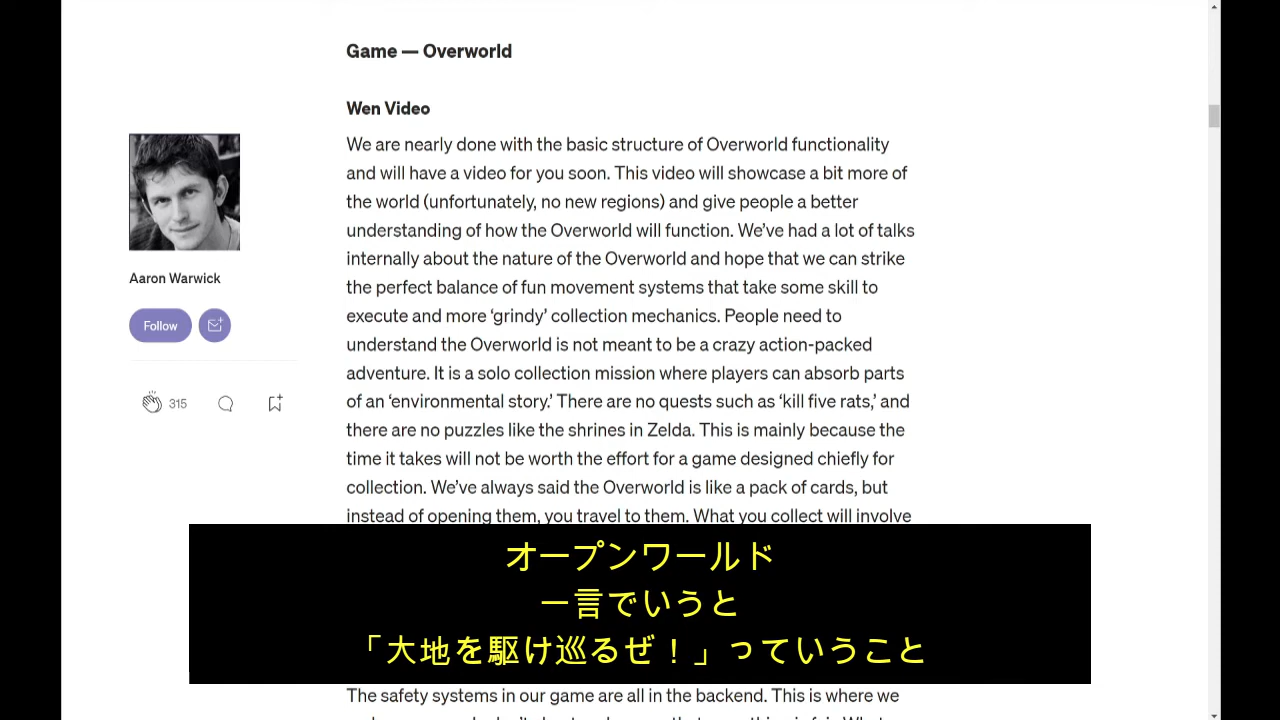 Game — Overworld
Wen Video
We are nearly done with the basic structure of Overworld functionality
and will have a video for you soon. This video will showcase a bit more of
the world (unfortunately, no new regions) and give people a better
understanding of how the Overworld will function. We’ve had a lot of talks
internally about the nature of the Overworld and hope that we can strike
the perfect balance of fun movement systems that take some skill to
execute and more ‘grindy’ collection mechanics. People need to
understand the Overworld is not meant to be a crazy action-packed
adventure. It is a solo collection mission where players can absorb parts
of an ‘environmental story.’ There are no quests such as ‘kill five rats,’ and
there are no puzzles like the shrines in Zelda. This is mainly because the
time it takes will not be worth the effort for a game designed chiefly for
collection. We’ve always said the Overworld is like a pack of cards, but
instead of opening them, you travel to them. What you collect will involve
Aaron Warwick
Follow
315
オープンワールド
一言でいうと
「大地を駆け巡るぜ！」っていうこと
The safety systems in our game are all in the backend. This is where we